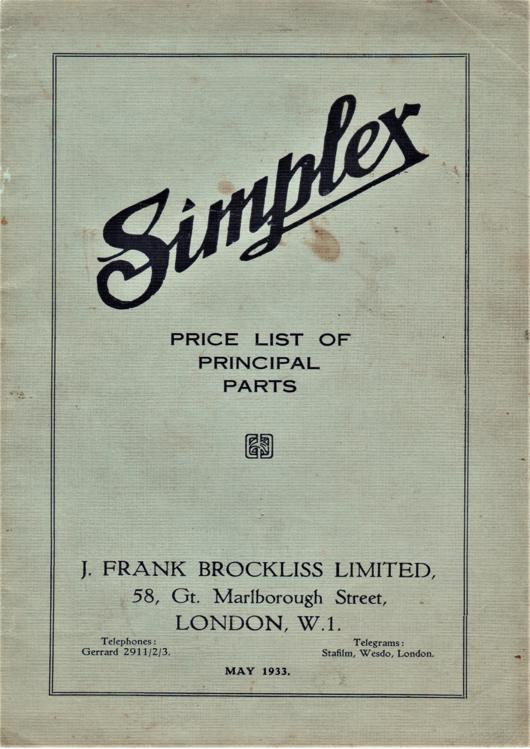 Simplex
PRICE LIST OF
PRINCIPAL
PARTS
J. FRANK BROCKLISS LIMITED,
58, Gt. Marlborough Street,
LONDON, W.1.
Telephones:
Gerrard 2911/2/3.
Telegrams:
Stafilm, Wesdo, London.
MAY 1933.